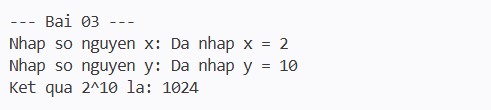 --- Bai 03 ---
Nhap so nguyen x: Da nhap x = 2
Nhap so nguyen y: Da nhap y = 10
Ket qua 2^10 la: 1024